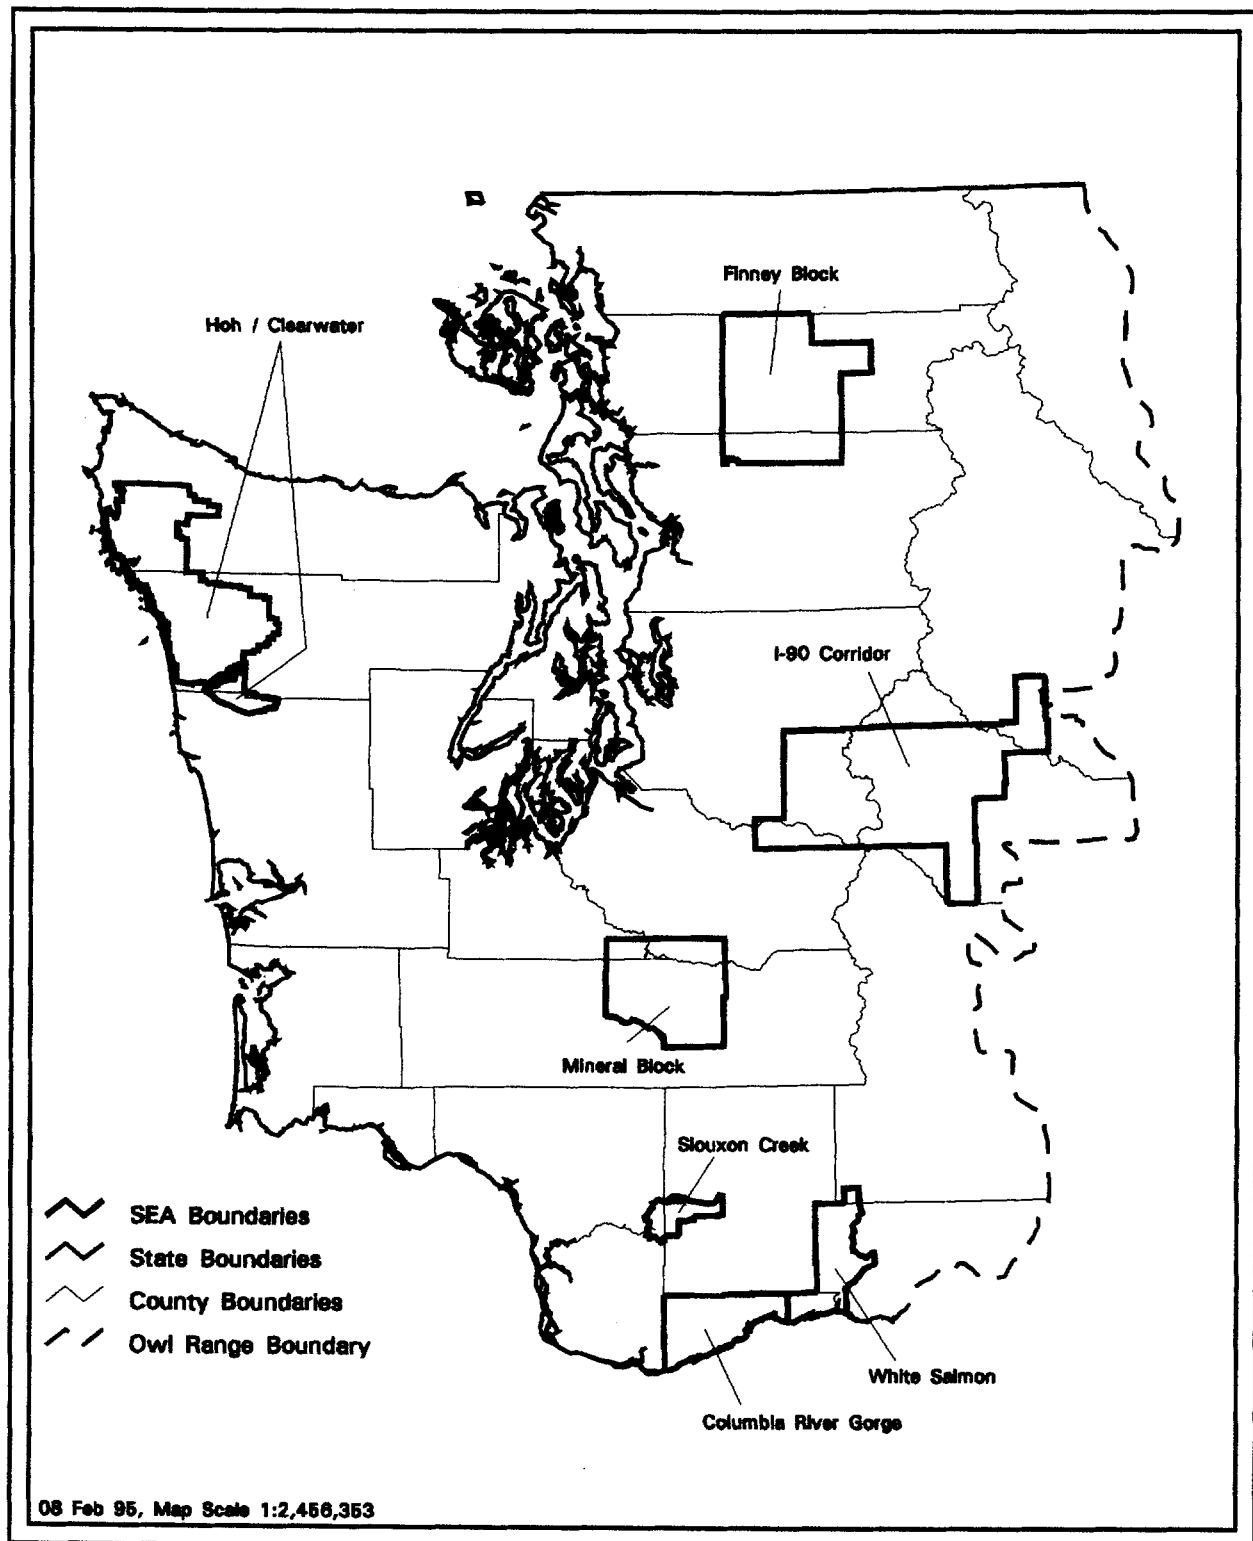 Finney Block
Hoh / Clearwater
I-90 Corridor
Mineral Block
Siouxon Creek
SEA Boundaries
State Boundaries
County Boundaries
Owl Range Boundary
White Salmon
Columbia River Gorge
08 Feb 95, Map Scale 1:2,456,353